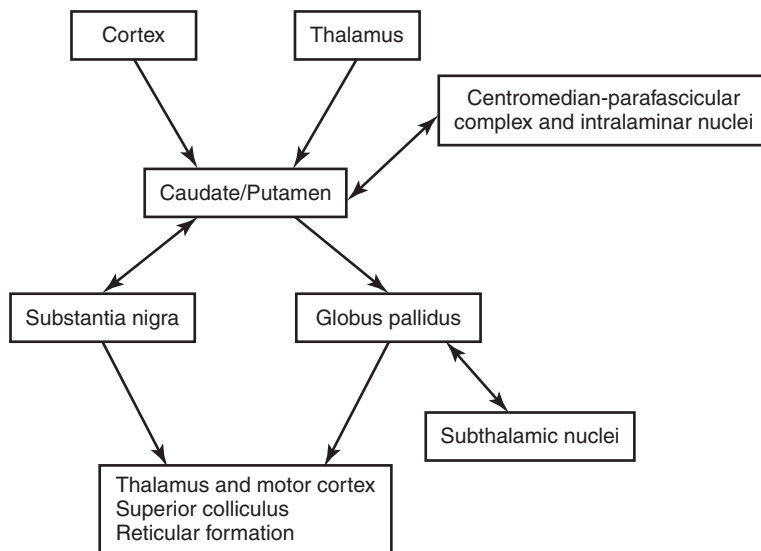 Cortex
Thalamus
Centromedian-parafascicular
complex and intralaminar nuclei
Caudate/Putamen
Substantia nigra
Globus pallidus
Subthalamic nuclei
Thalamus and motor cortex
Superior colliculus
Reticular formation